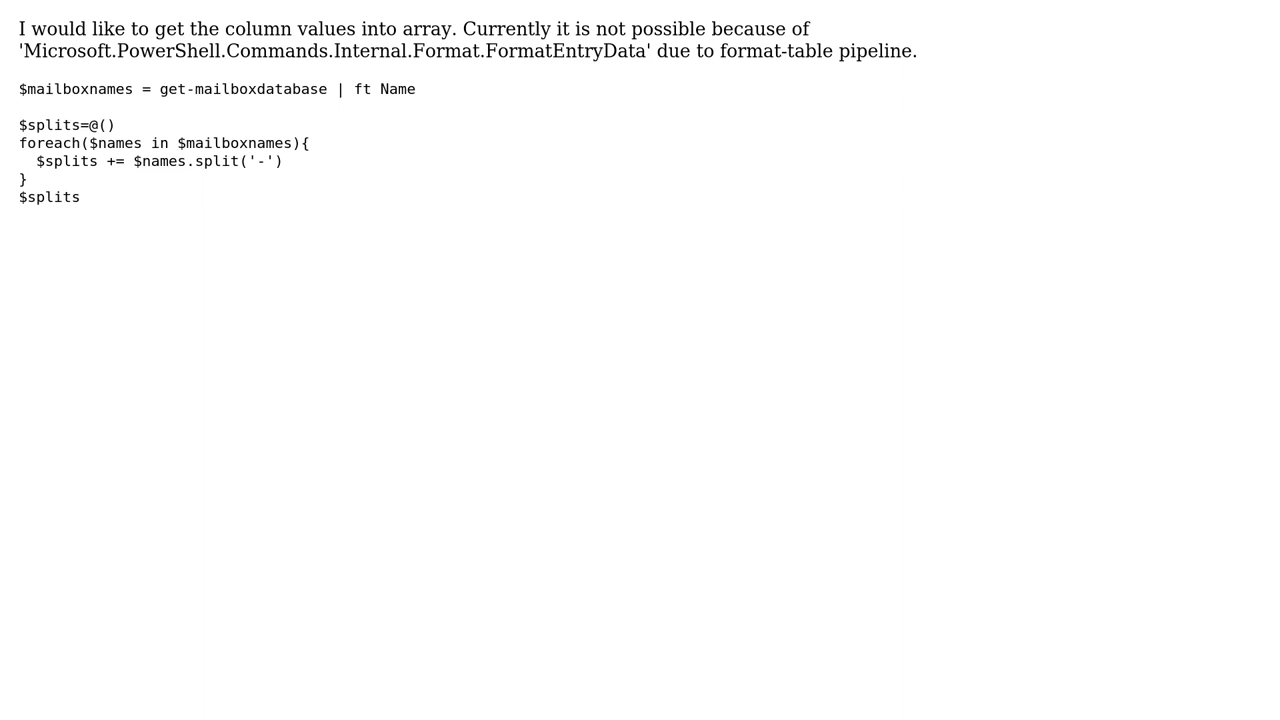 I would like to get the column values into array. Currently it is not possible because of
'Microsoft.PowerShell.Commands.Internal.Format.FormatEntryData' due to format-table pipeline.
$mailboxnames = get-mailboxdatabase | ft Name
$splits=@()
foreach($names in $mailboxnames){
  $splits += $names.split('-')
}
$splits